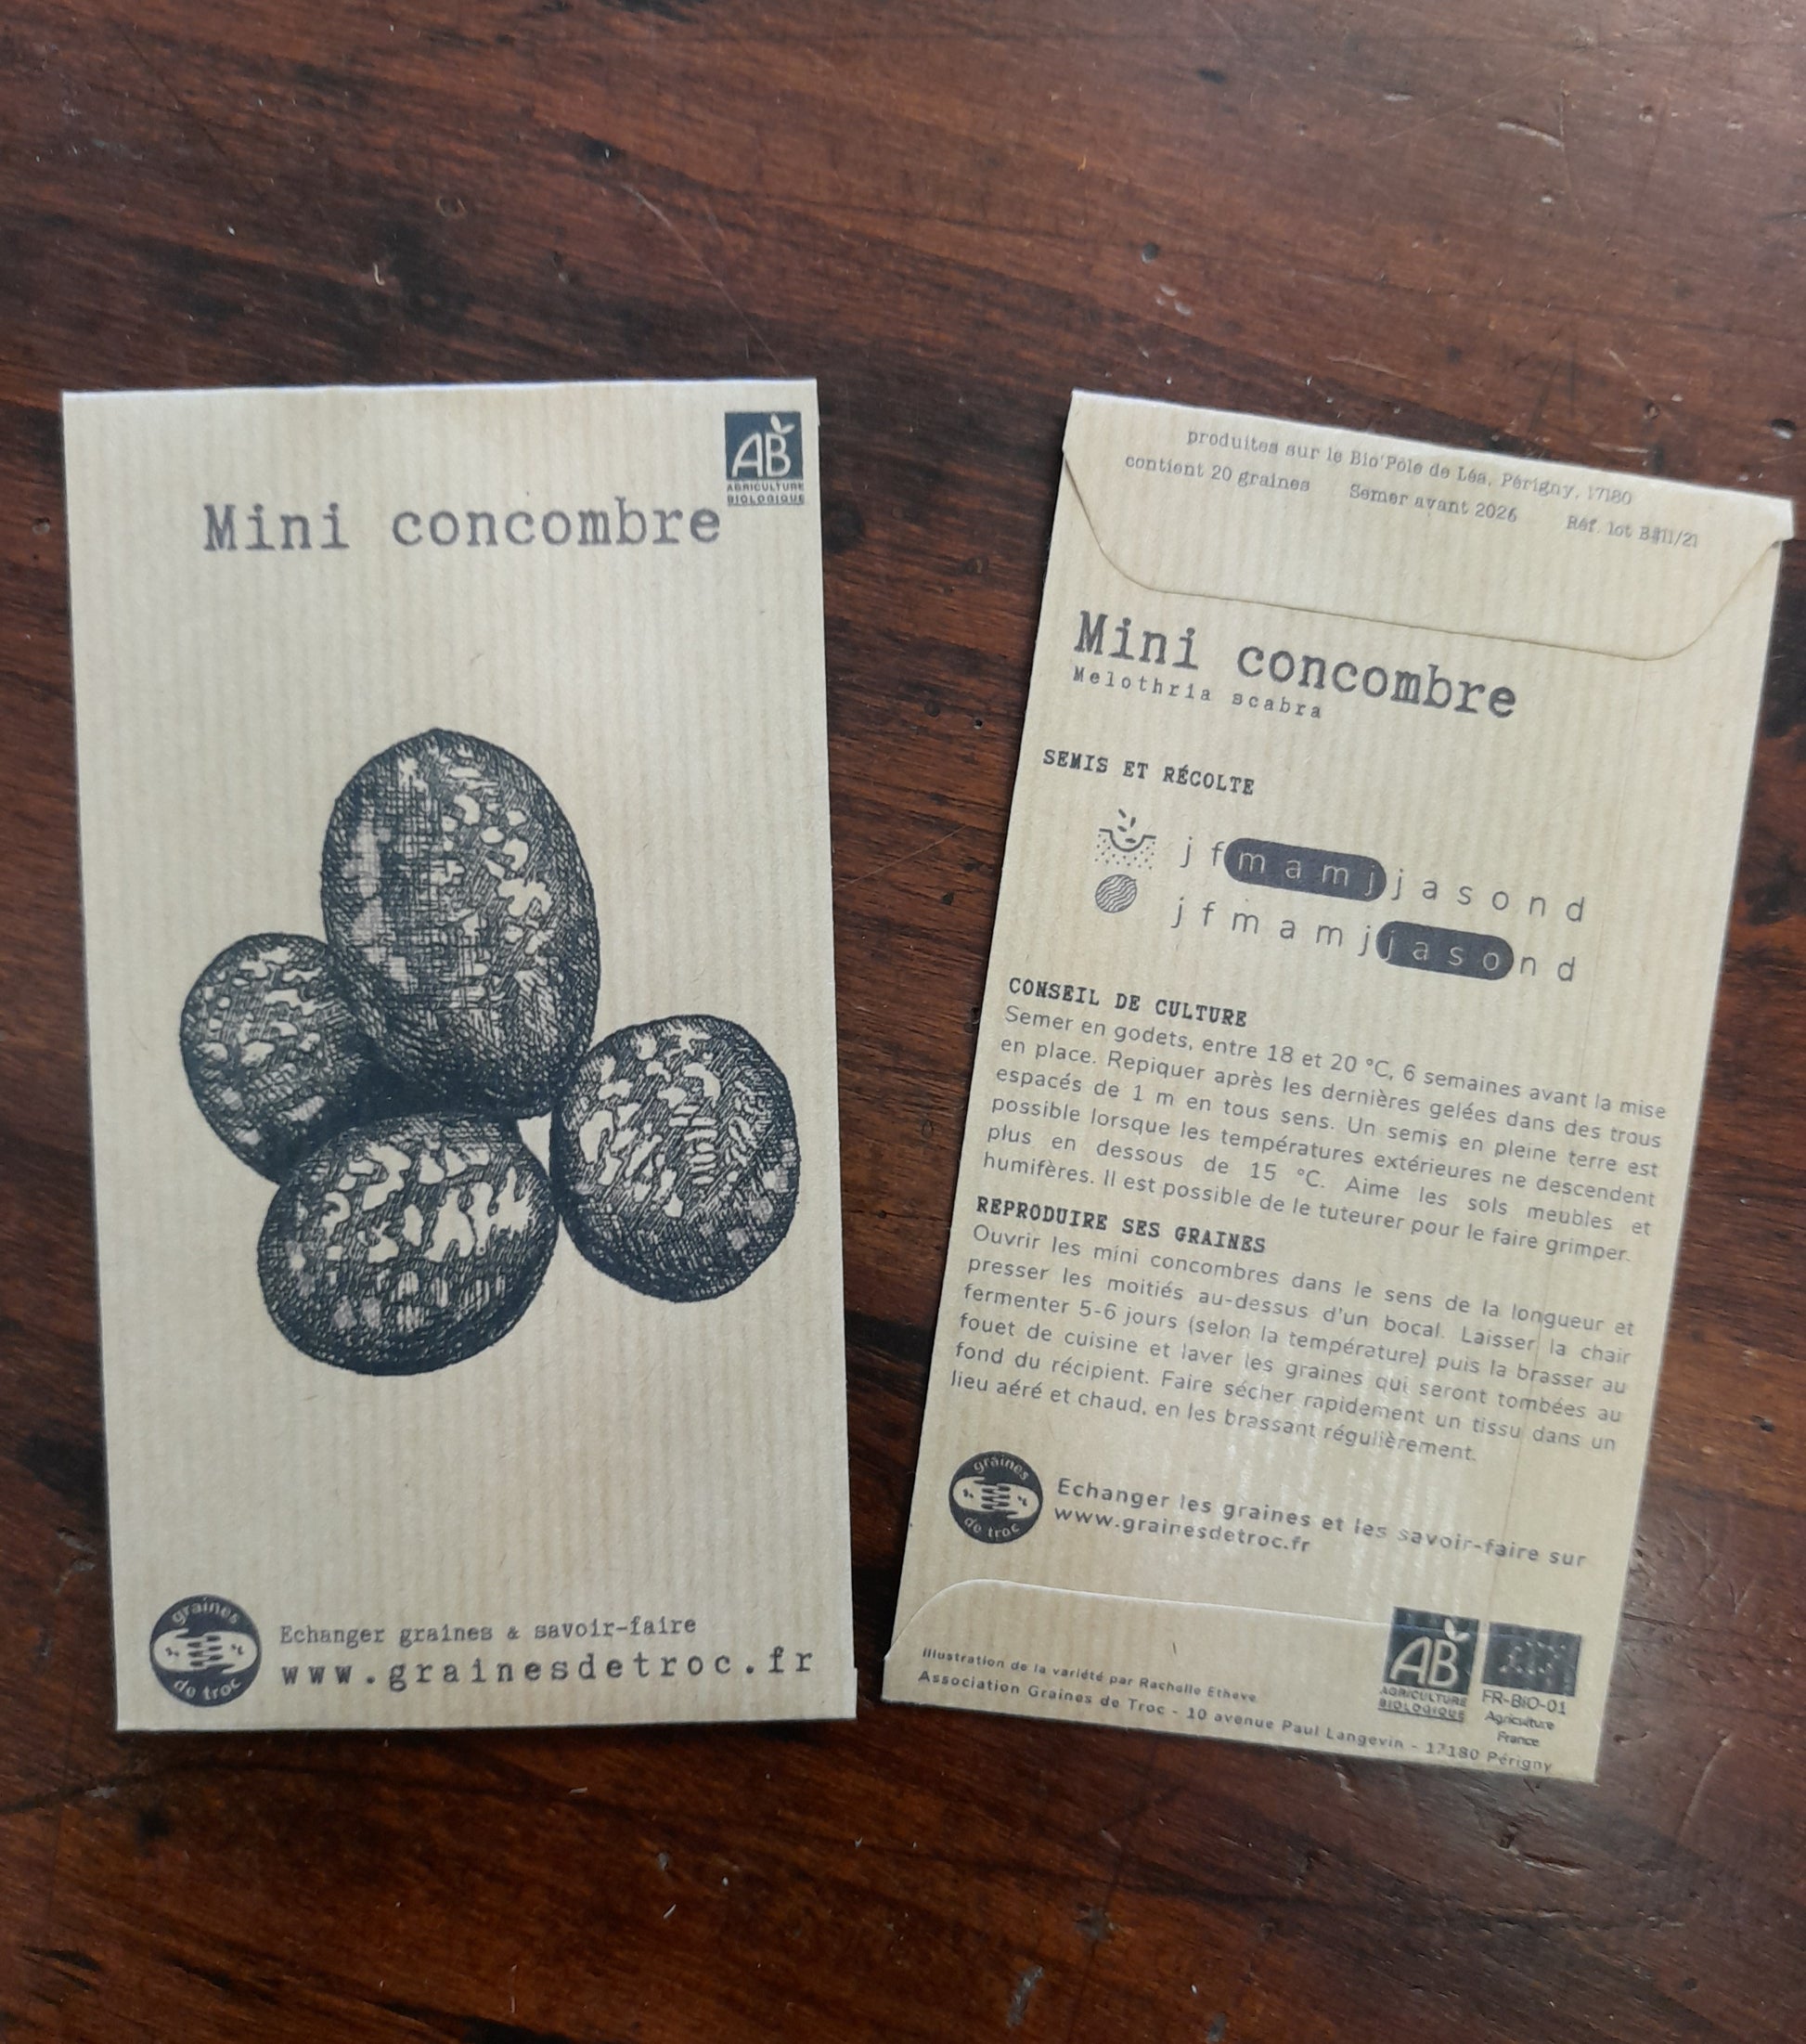 AB
AGRICULTURE
BIOLOGIQUE
Mini concombre
graines
de troc
Echanger graines & savoir-faire
www.grainesdetroc.fr
produites sur le Bio'Pôle de Léa, Périgny, 17180
contient 20 graines Semer avant 2026 Réf. lot B#11/21
Mini concombre
Melothria scabra
SEMIS ET RÉCOLTE
j f m a m j j a s o n d
j f m a m j j a s o n d
CONSEIL DE CULTURE
Semer en godets, entre 18 et 20 °C, 6 semaines avant la mise
en place. Repiquer après les dernières gelées dans des trous
espacés de 1 m en tous sens. Un semis en pleine terre est
possible lorsque les températures extérieures ne descendent
plus en dessous de 15 °C. Aime les sols meubles et
humifères. Il est possible de le tuteurer pour le faire grimper.
REPRODUIRE SES GRAINES
Ouvrir les mini concombres dans le sens de la longueur et
presser les moitiés au-dessus d'un bocal. Laisser la chair
fermenter 5-6 jours (selon la température) puis la brasser au
fouet de cuisine et laver les graines qui seront tombées au
fond du récipient. Faire sécher rapidement un tissu dans un
lieu aéré et chaud, en les brassant régulièrement.
graines
de troc
Echanger les graines et les savoir-faire sur
www.grainesdetroc.fr
Illustration de la variété par Rachelle Etheve
Association Graines de Troc - 10 avenue Paul Langevin - 17180 Périgny
AB
AGRICULTURE
BIOLOGIQUE
FR-BIO-01
Agriculture
France